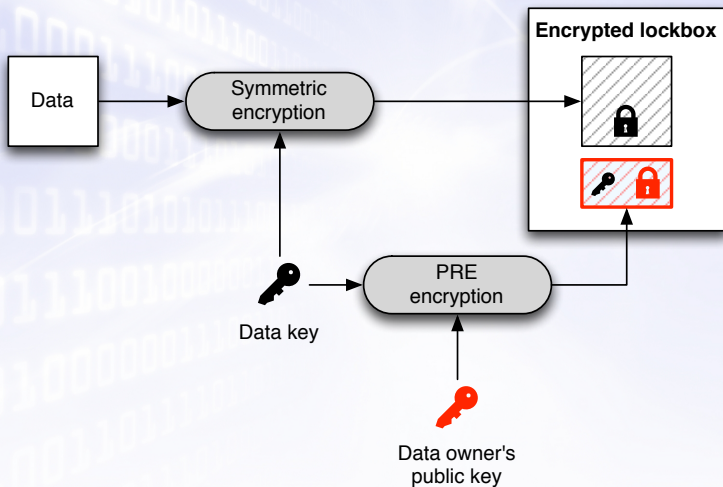 Encrypted lockbox
Data
Symmetric
encryption
PRE
encryption
Data key
Data owner's
public key